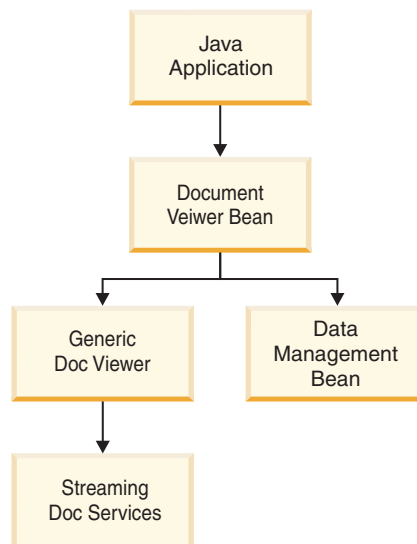 Java
Application
Document
Veiwer Bean
Generic
Doc Viewer
Data
Management
Bean
Streaming
Doc Services